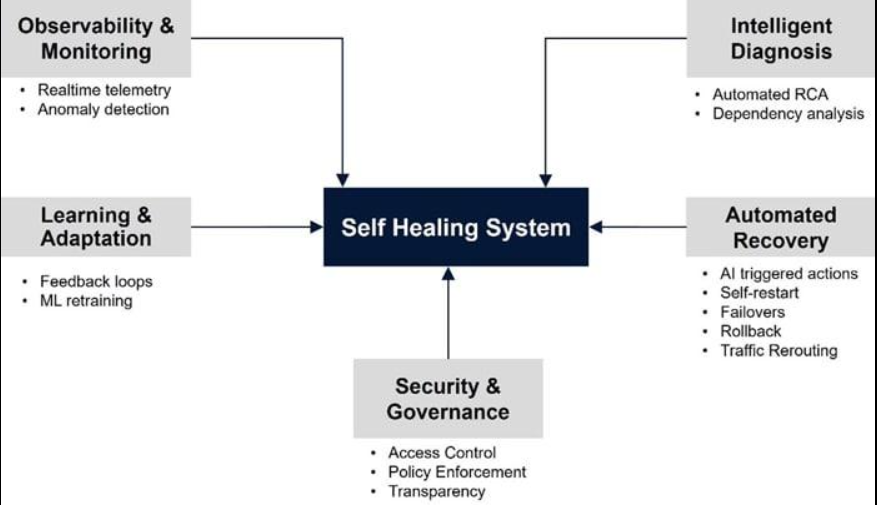 Observability &
Monitoring
• Realtime telemetry
• Anomaly detection
Intelligent
Diagnosis
• Automated RCA
• Dependency analysis
Self Healing System
Learning &
Adaptation
• Feedback loops
• ML retraining
Automated
Recovery
• AI triggered actions
• Self-restart
• Failovers
• Rollback
• Traffic Rerouting
Security &
Governance
• Access Control
• Policy Enforcement
• Transparency